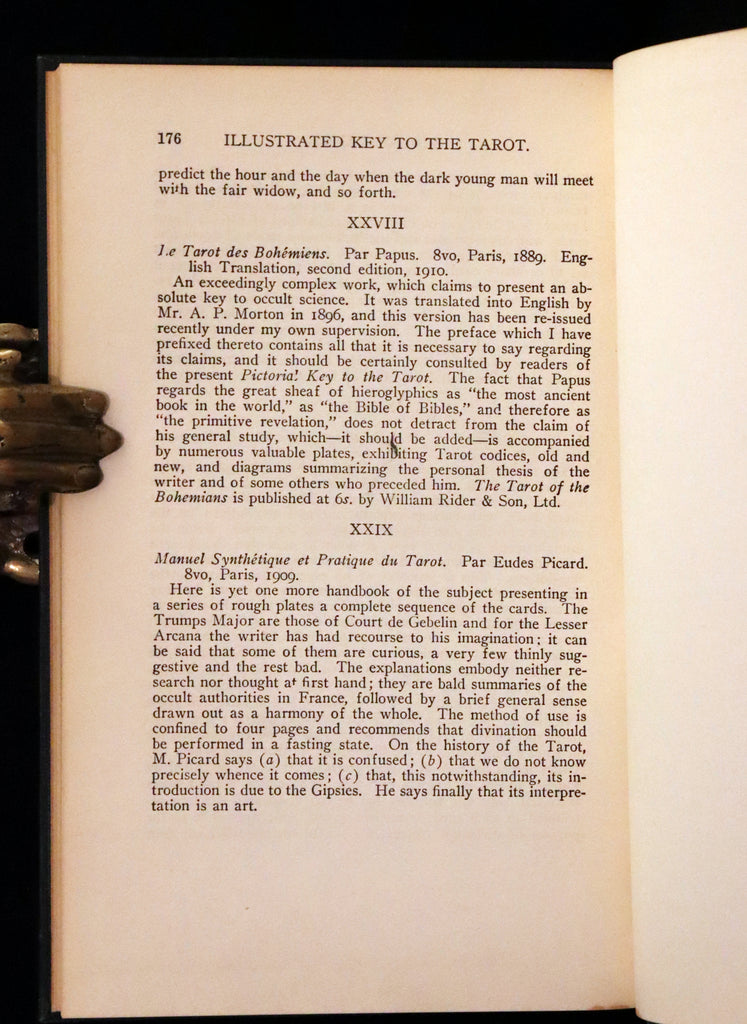 176 ILLUSTRATED KEY TO THE TAROT.
predict the hour and the day when the dark young man will meet
with the fair widow, and so forth.
XXVIII
Le Tarot des Bohémiens. Par Papus. 8vo, Paris, 1889. Eng-
lish Translation, second edition, 1910.
An exceedingly complex work, which claims to present an ab-
solute key to occult science. It was translated into English by
Mr. A. P. Morton in 1896, and this version has been re-issued
recently under my own supervision. The preface which I have
prefixed thereto contains all that it is necessary to say regarding
its claims, and it should be certainly consulted by readers of
the present Pictorial Key to the Tarot. The fact that Papus
regards the great sheaf of hieroglyphics as “the most ancient
book in the world,” as “the Bible of Bibles,” and therefore as
“the primitive revelation,” does not detract from the claim of
his general study, which—it should be added—is accompanied
by numerous valuable plates, exhibiting Tarot codices, old and
new, and diagrams summarizing the personal thesis of the
writer and of some others who preceded him. The Tarot of the
Bohemians is published at 6s. by William Rider & Son, Ltd.
XXIX
Manuel Synthétique et Pratique du Tarot. Par Eudes Picard.
8vo, Paris, 1909.
Here is yet one more handbook of the subject presenting in
a series of rough plates a complete sequence of the cards. The
Trumps Major are those of Court de Gebelin and for the Lesser
Arcana the writer has had recourse to his imagination; it can
be said that some of them are curious, a very few thinly sug-
gestive and the rest bad. The explanations embody neither re-
search nor thought at first hand; they are bald summaries of the
occult authorities in France, followed by a brief general sense
drawn out as a harmony of the whole. The method of use is
confined to four pages and recommends that divination should
be performed in a fasting state. On the history of the Tarot,
M. Picard says (a) that it is confused; (b) that we do not know
precisely whence it comes; (c) that, this notwithstanding, its in-
troduction is due to the Gipsies. He says finally that its interpre-
tation is an art.